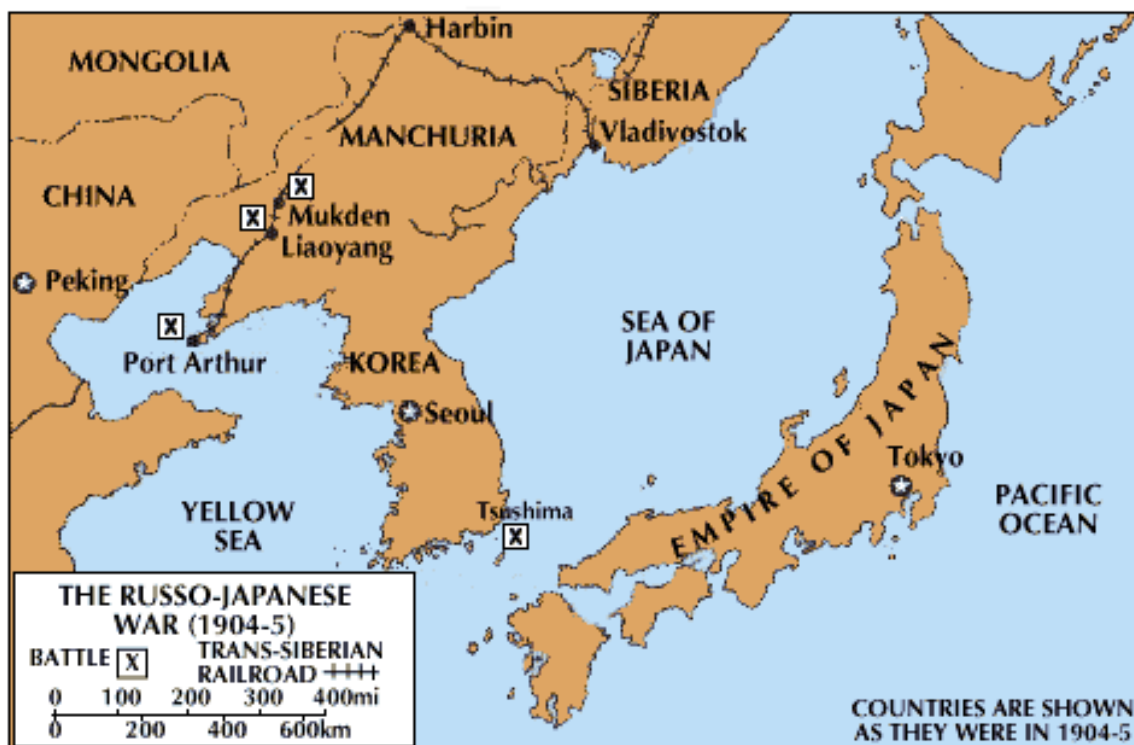 Harbin
MONGOLIA
SIBERIA
MANCHURIA
Vladivostok
CHINA
X
X
Mukden
Liaoyang
Peking
X
Port Arthur
KOREA
SEA OF
JAPAN
Seoul
EMPIRE OF JAPAN
Tokyo
YELLOW
SEA
Tsushima
X
PACIFIC
OCEAN
THE RUSSO-JAPANESE
WAR (1904-5)
BATTLE X
TRANS-SIBERIAN
RAILROAD
0 100 200 300 400mi
0 200 400 600km
COUNTRIES ARE SHOWN
AS THEY WERE IN 1904-5